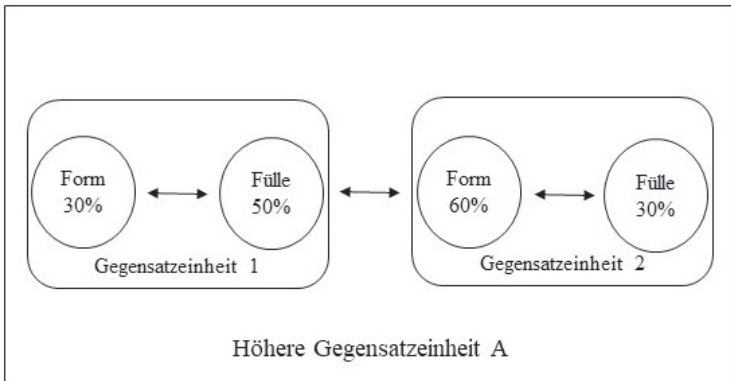 Form
30%
Fülle
50%
Form
60%
Fülle
30%
Gegensatzeinheit 1
Gegensatzeinheit 2
Höhere Gegensatzeinheit A